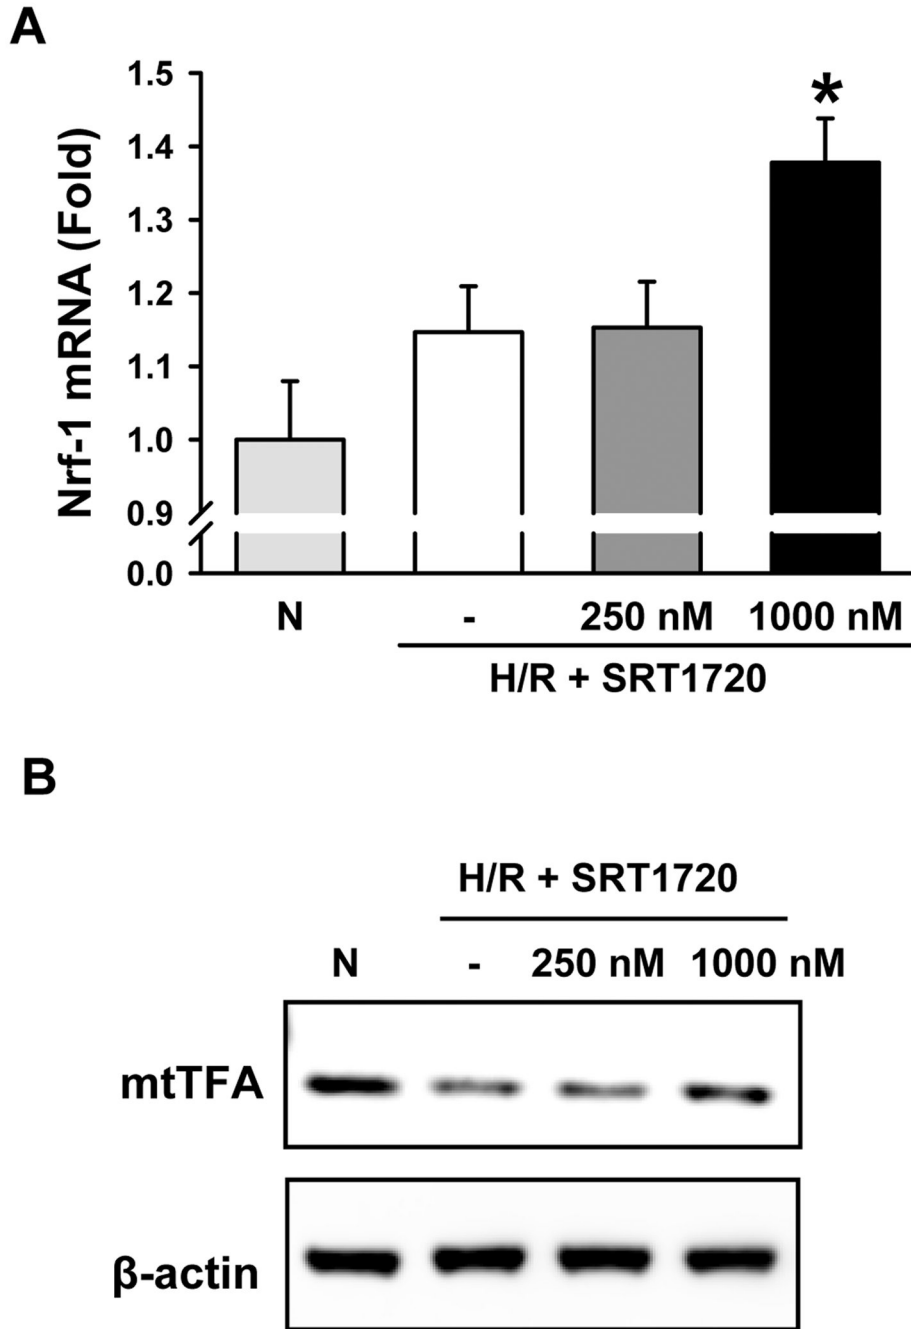 A
Nrf-1 mRNA (Fold)
1.5
1.4
1.3
1.2
1.1
1.0
0.9
0.0
*
N - 250 nM 1000 nM
H/R + SRT1720
B
H/R + SRT1720
N - 250 nM 1000 nM
mtTFA
β-actin